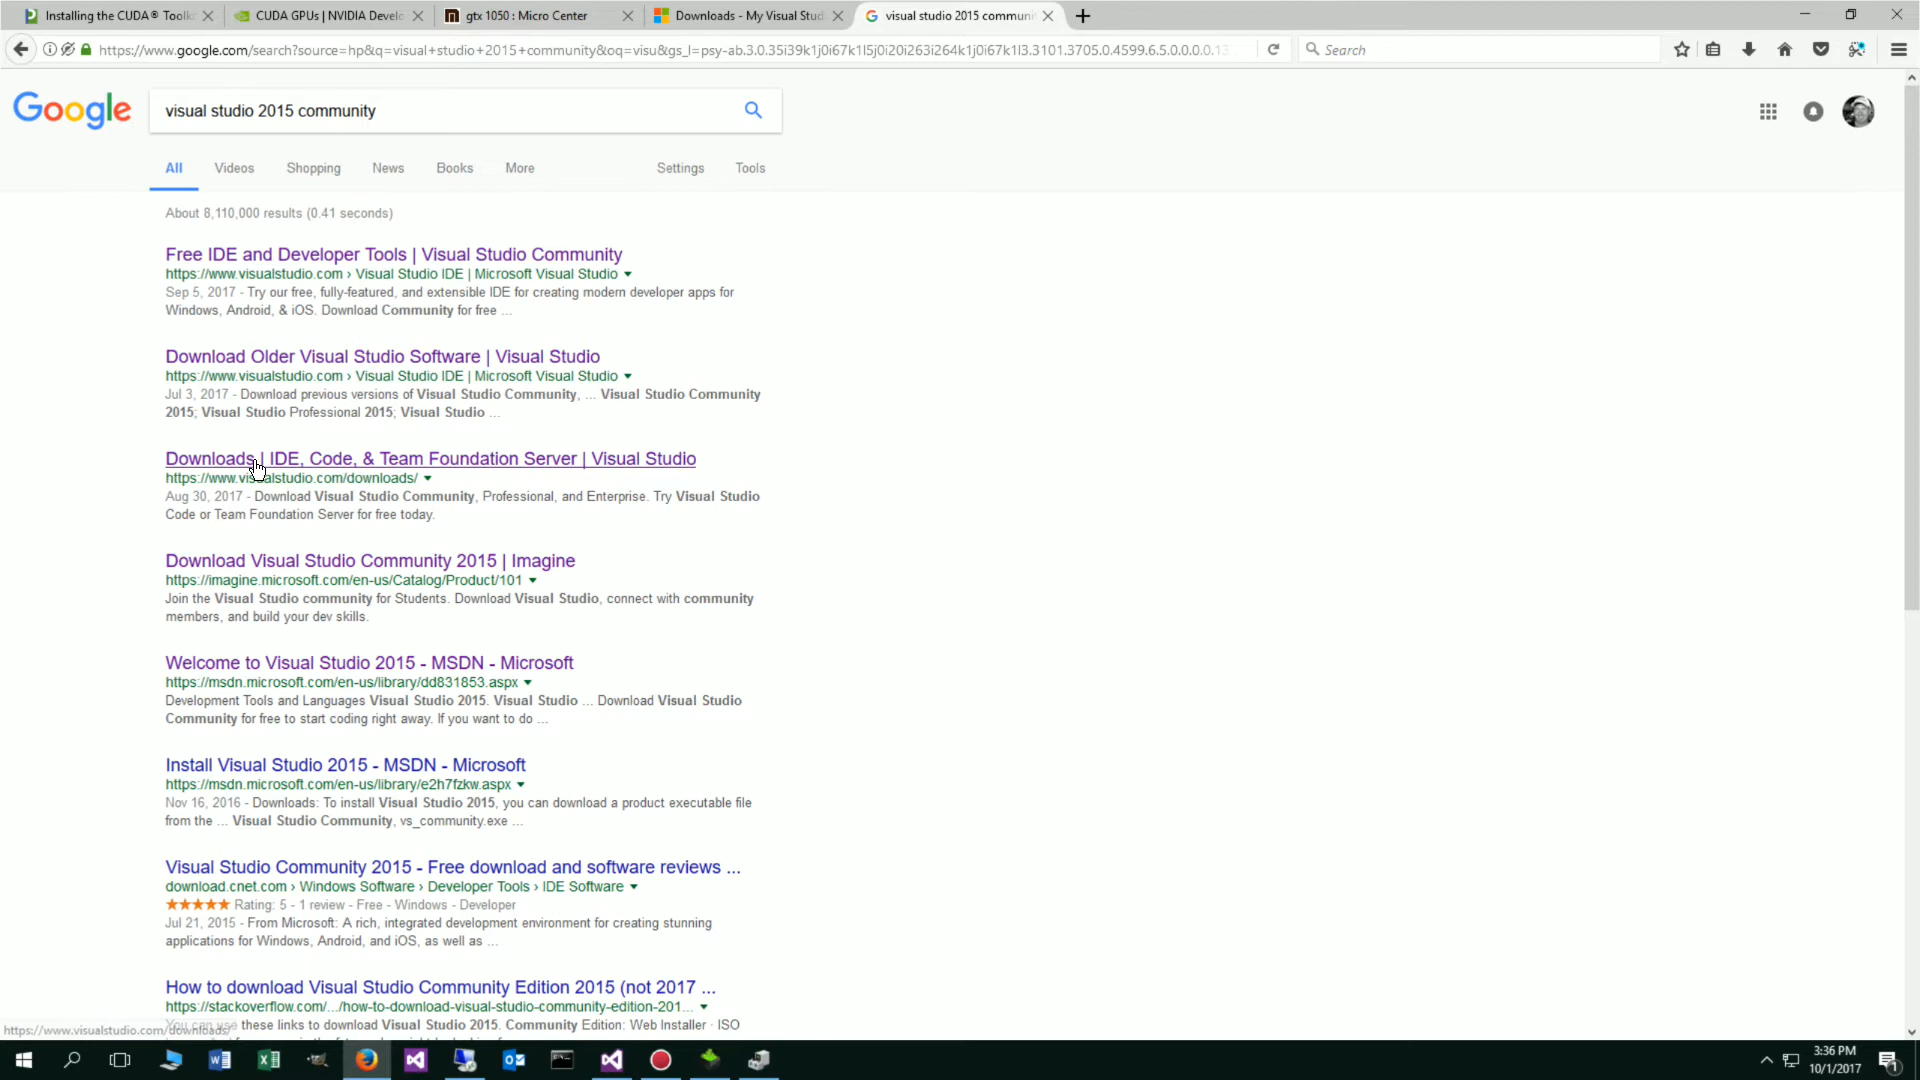 Installing the CUDA® Toolk
CUDA GPUs | NVIDIA Develo
gtx 1050 : Micro Center
Downloads - My Visual Stud
visual studio 2015 communi
https://www.google.com/search?source=hp&q=visual+studio+2015+community&oq=visu&gs_l=psy-ab.3.0.35i39k1j0i67k1l5j0i20i263i264k1j0i67k1l3.3101.3705.0.4599.6.5.0.0.0.0.13
Search
Google
visual studio 2015 community
All
Videos
Shopping
News
Books
More
Settings
Tools
About 8,110,000 results (0.41 seconds)
Free IDE and Developer Tools | Visual Studio Community
https://www.visualstudio.com › Visual Studio IDE | Microsoft Visual Studio
Sep 5, 2017 - Try our free, fully-featured, and extensible IDE for creating modern developer apps for
Windows, Android, & iOS. Download Community for free ...
Download Older Visual Studio Software | Visual Studio
https://www.visualstudio.com › Visual Studio IDE | Microsoft Visual Studio
Jul 3, 2017 - Download previous versions of Visual Studio Community, ... Visual Studio Community
2015; Visual Studio Professional 2015; Visual Studio ...
Downloads | IDE, Code, & Team Foundation Server | Visual Studio
https://www.visualstudio.com/downloads/
Aug 30, 2017 - Download Visual Studio Community, Professional, and Enterprise. Try Visual Studio
Code or Team Foundation Server for free today.
Download Visual Studio Community 2015 | Imagine
https://imagine.microsoft.com/en-us/Catalog/Product/101
Join the Visual Studio community for Students. Download Visual Studio, connect with community
members, and build your dev skills.
Welcome to Visual Studio 2015 - MSDN - Microsoft
https://msdn.microsoft.com/en-us/library/dd831853.aspx
Development Tools and Languages Visual Studio 2015. Visual Studio ... Download Visual Studio
Community for free to start coding right away. If you want to do ...
Install Visual Studio 2015 - MSDN - Microsoft
https://msdn.microsoft.com/en-us/library/e2h7fzkw.aspx
Nov 16, 2016 - Downloads: To install Visual Studio 2015, you can download a product executable file
from the ... Visual Studio Community, vs_community.exe ...
Visual Studio Community 2015 - Free download and software reviews ...
download.cnet.com › Windows Software › Developer Tools › IDE Software
Rating: 5 - 1 review - Free - Windows - Developer
Jul 21, 2015 - From Microsoft: A rich, integrated development environment for creating stunning
applications for Windows, Android, and iOS, as well as ...
How to download Visual Studio Community Edition 2015 (not 2017 ...
https://stackoverflow.com/.../how-to-download-visual-studio-community-edition-201...
You can use these links to download Visual Studio 2015. Community Edition: Web Installer · ISO
https://www.visualstudio.com/downloads/
3:36 PM
10/1/2017
1